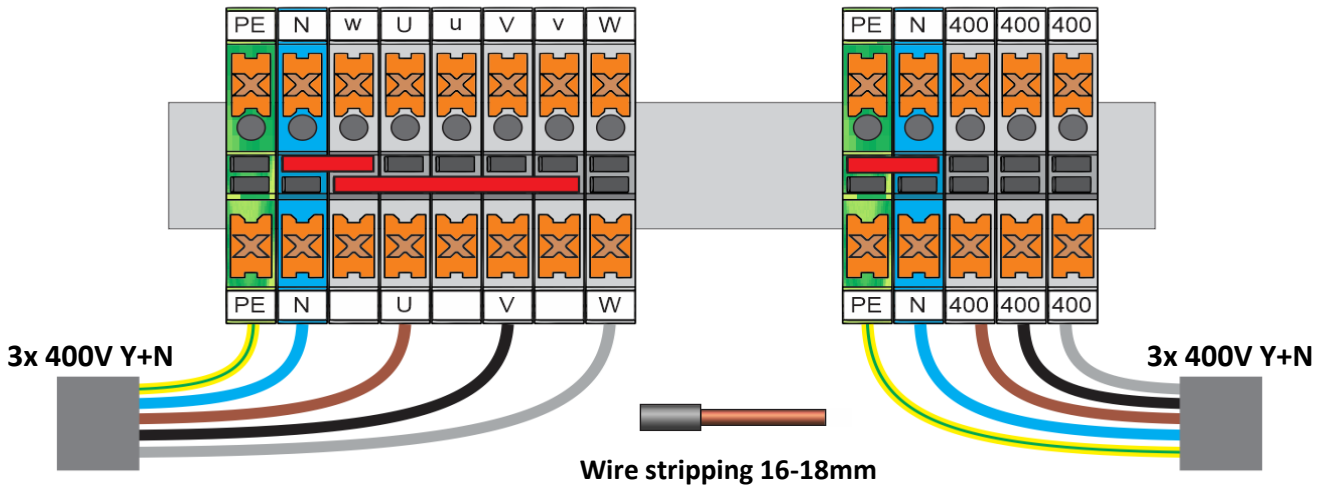 PE N w U u V v W
PE N 400 400 400
PE N U V W
PE N 400 400 400
3x 400V Y+N
3x 400V Y+N
Wire stripping 16-18mm